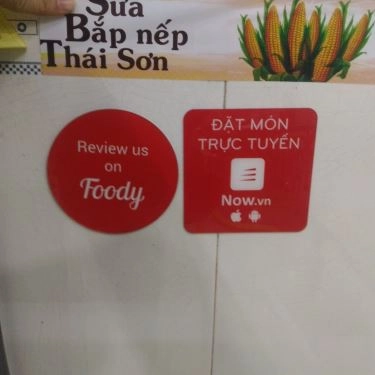 Sữa
Bắp nếp
Thái Sơn
Review us
on
Foody
ĐẶT MÓN
TRỰC TUYẾN
Now.vn